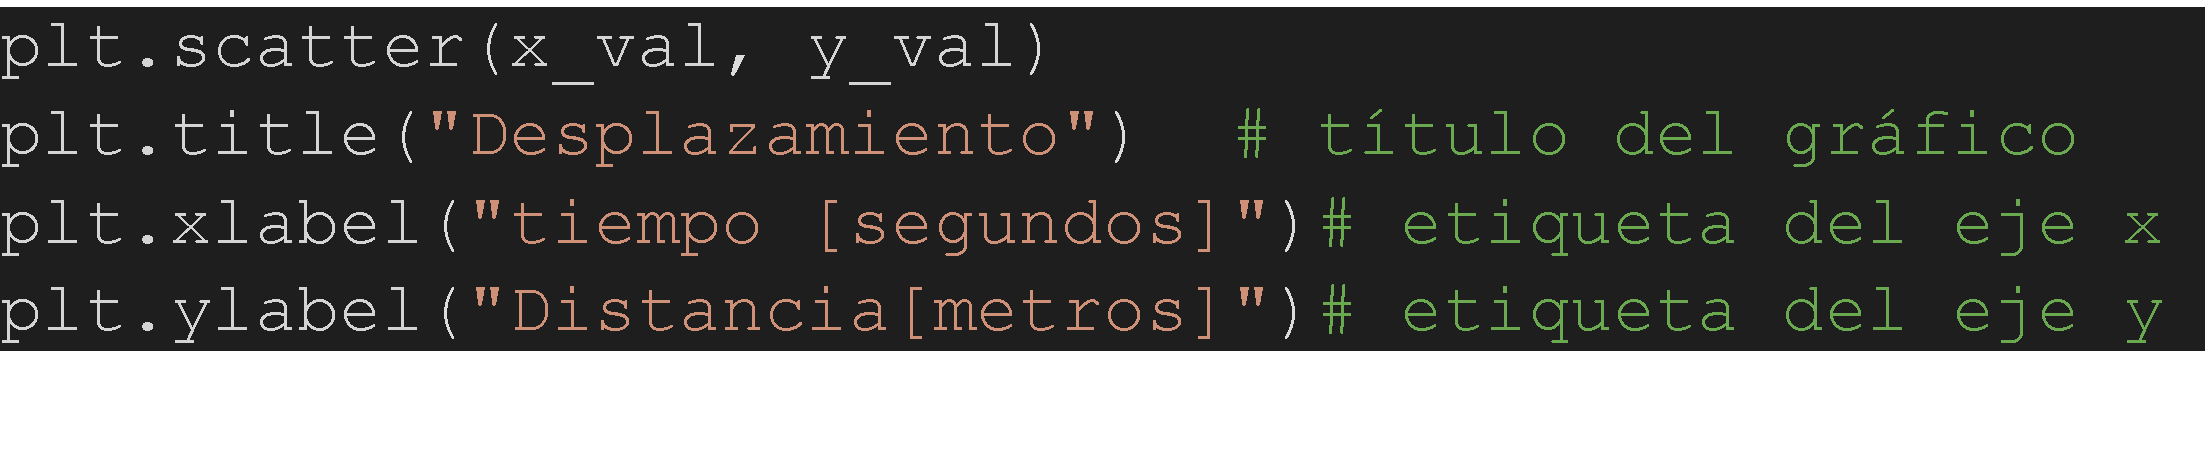 plt.scatter(x_val, y_val)
plt.title("Desplazamiento")  # título del gráfico
plt.xlabel("tiempo [segundos]")# etiqueta del eje x
plt.ylabel("Distancia[metros]")# etiqueta del eje y